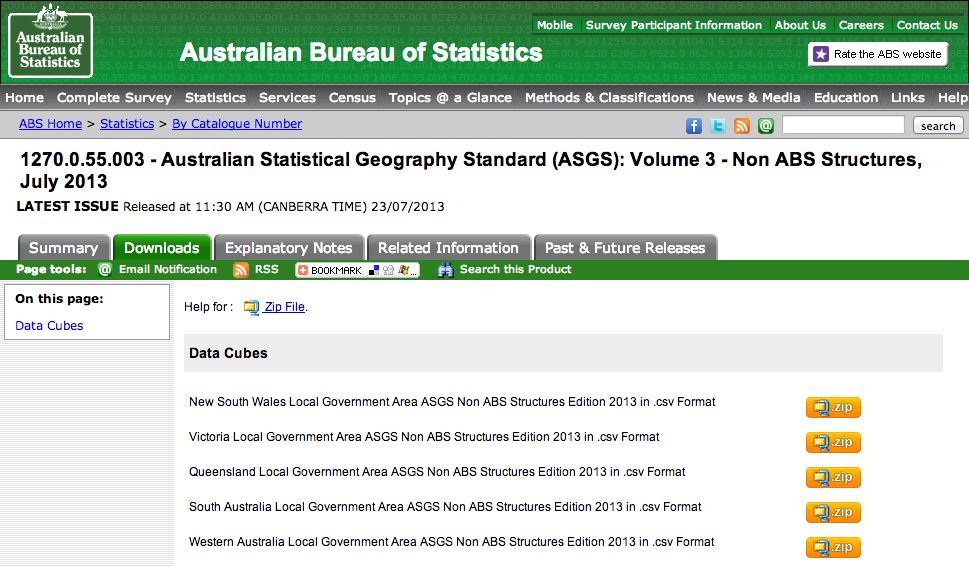 Australian
Bureau of
Statistics
Australian Bureau of Statistics
Mobile Survey Participant Information About Us Careers Contact Us
Rate the ABS website
Home Complete Survey Statistics Services Census Topics @ a Glance Methods & Classifications News & Media Education Links Help
ABS Home > Statistics > By Catalogue Number
search
1270.0.55.003 - Australian Statistical Geography Standard (ASGS): Volume 3 - Non ABS Structures,
July 2013
LATEST ISSUE Released at 11:30 AM (CANBERRA TIME) 23/07/2013
Summary Downloads Explanatory Notes Related Information Past & Future Releases
Page tools: @ Email Notification RSS BOOKMARK ... Search this Product
On this page:
Data Cubes
Help for : Zip File.
Data Cubes
New South Wales Local Government Area ASGS Non ABS Structures Edition 2013 in .csv Format .zip
Victoria Local Government Area ASGS Non ABS Structures Edition 2013 in .csv Format .zip
Queensland Local Government Area ASGS Non ABS Structures Edition 2013 in .csv Format .zip
South Australia Local Government Area ASGS Non ABS Structures Edition 2013 in .csv Format .zip
Western Australia Local Government Area ASGS Non ABS Structures Edition 2013 in .csv Format .zip